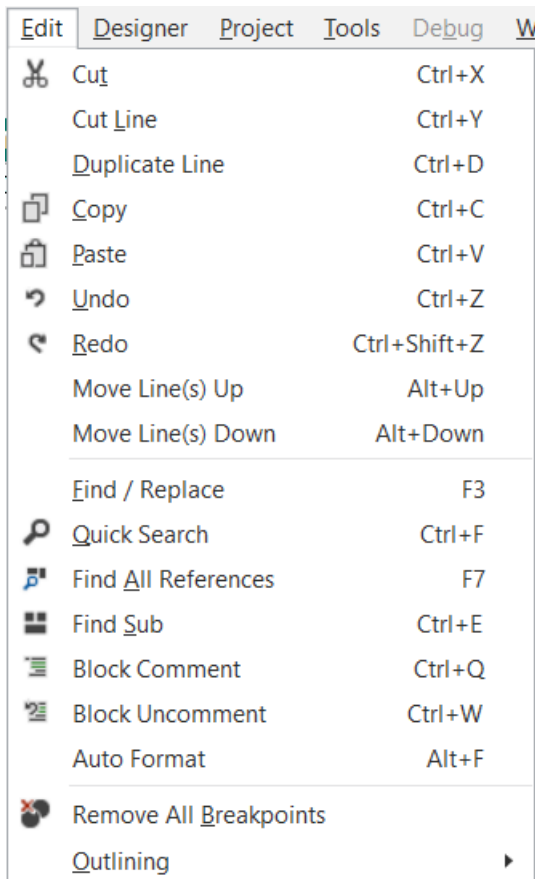 Edit Designer Project Tools Debug W
Cut Ctrl+X
Cut Line Ctrl+Y
Duplicate Line Ctrl+D
Copy Ctrl+C
Paste Ctrl+V
Undo Ctrl+Z
Redo Ctrl+Shift+Z
Move Line(s) Up Alt+Up
Move Line(s) Down Alt+Down
Find / Replace F3
Quick Search Ctrl+F
Find All References F7
Find Sub Ctrl+E
Block Comment Ctrl+Q
Block Uncomment Ctrl+W
Auto Format Alt+F
Remove All Breakpoints
Outlining